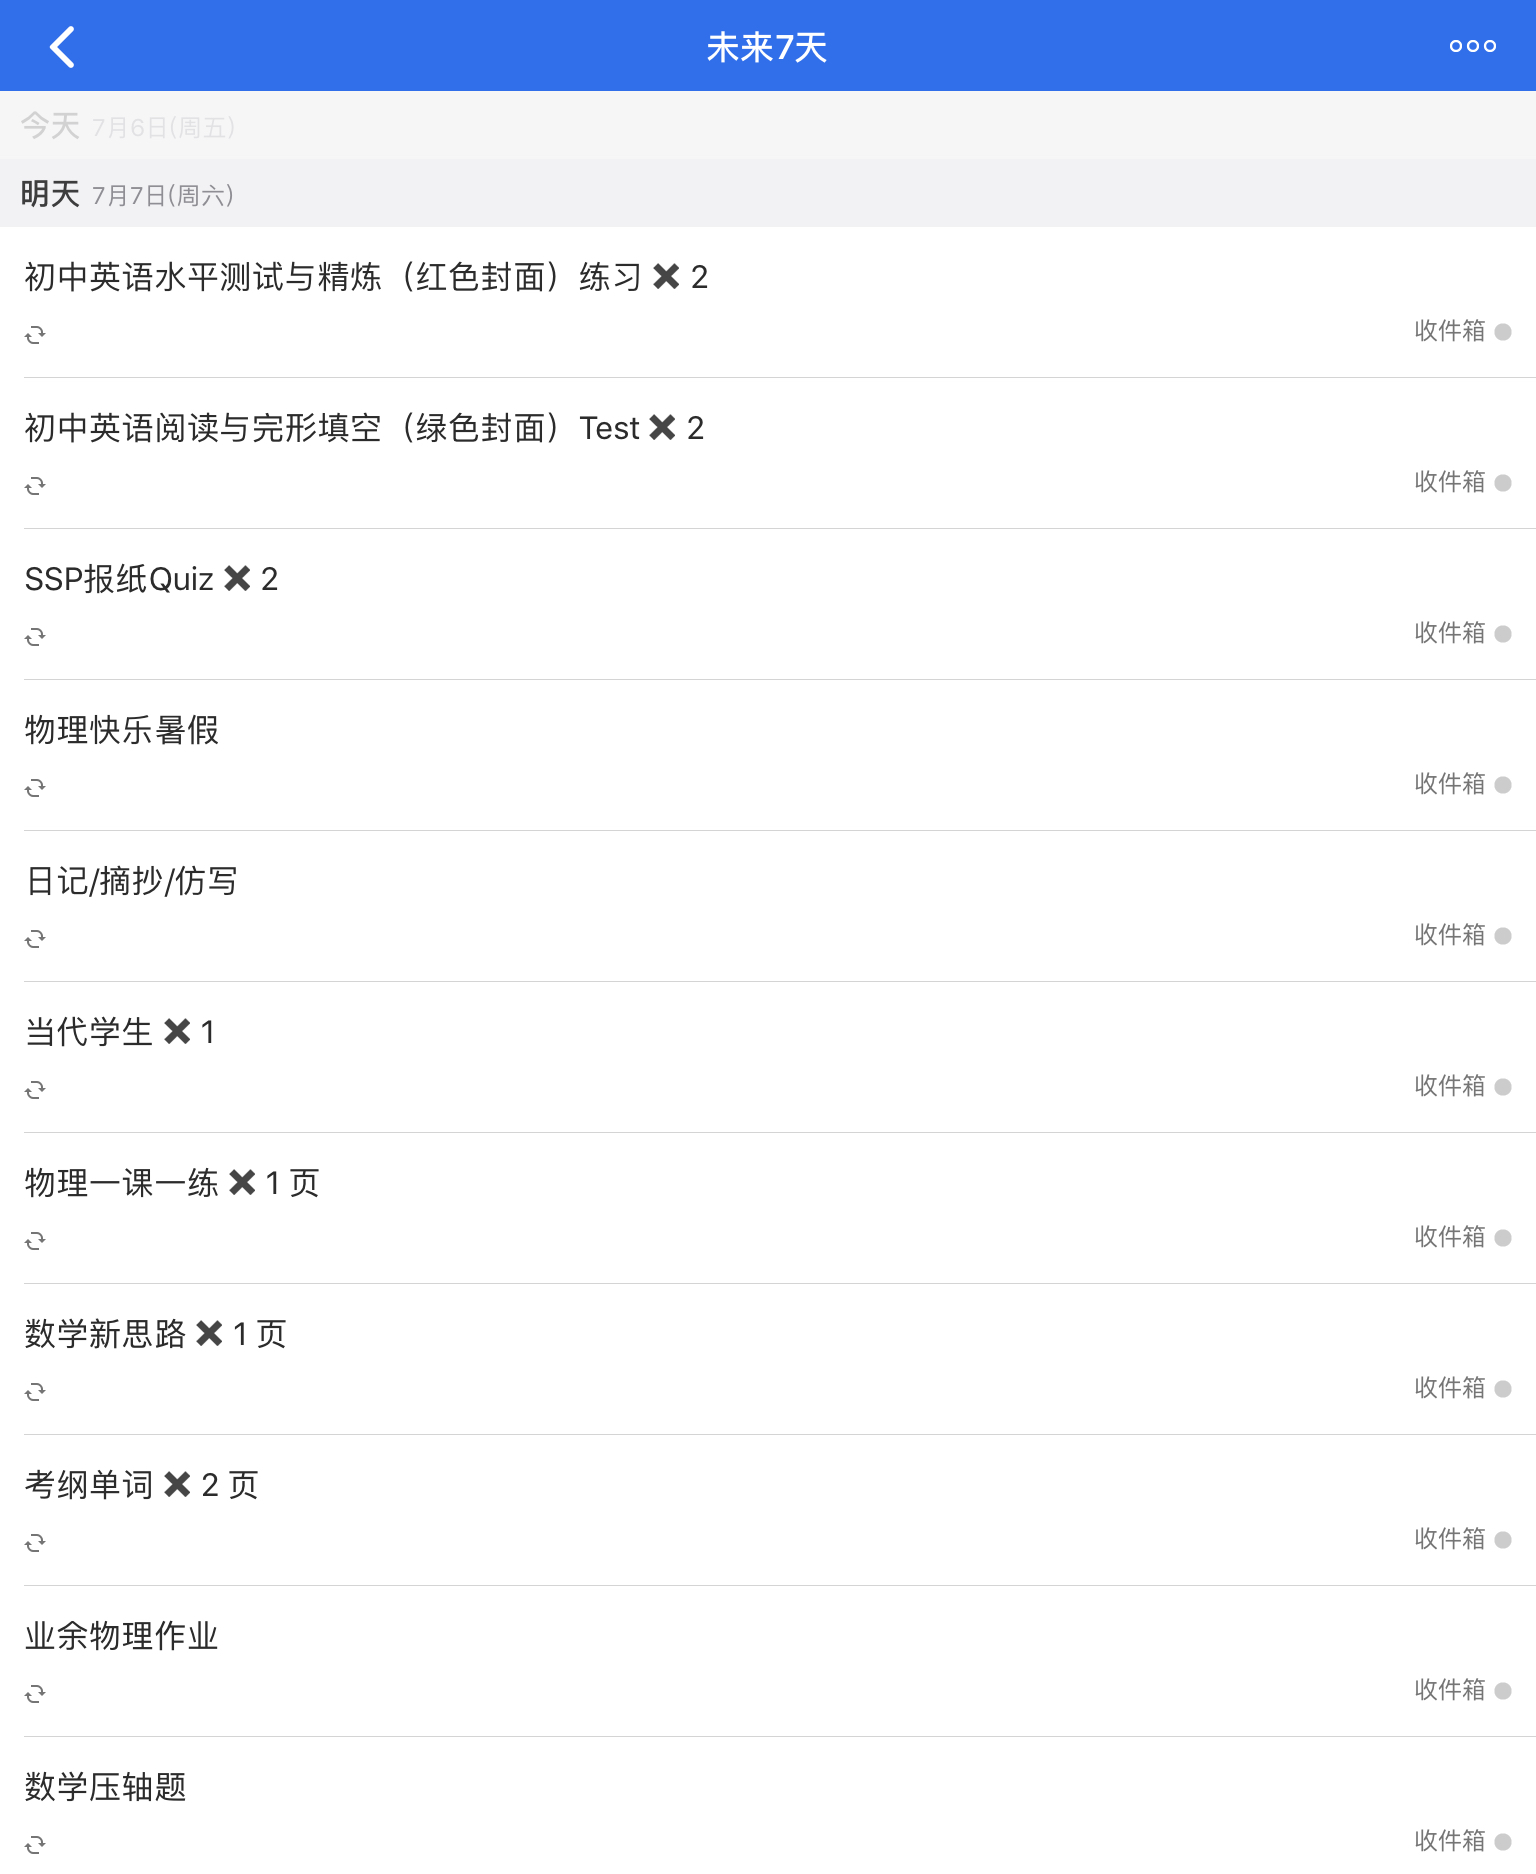 未来7天
今天 7月6日(周五)
明天 7月7日(周六)
初中英语水平测试与精炼（红色封面）练习 ✖ 2
收件箱
初中英语阅读与完形填空（绿色封面）Test ✖ 2
收件箱
SSP报纸Quiz ✖ 2
收件箱
物理快乐暑假
收件箱
日记/摘抄/仿写
收件箱
当代学生 ✖ 1
收件箱
物理一课一练 ✖ 1 页
收件箱
数学新思路 ✖ 1 页
收件箱
考纲单词 ✖ 2 页
收件箱
业余物理作业
收件箱
数学压轴题
收件箱